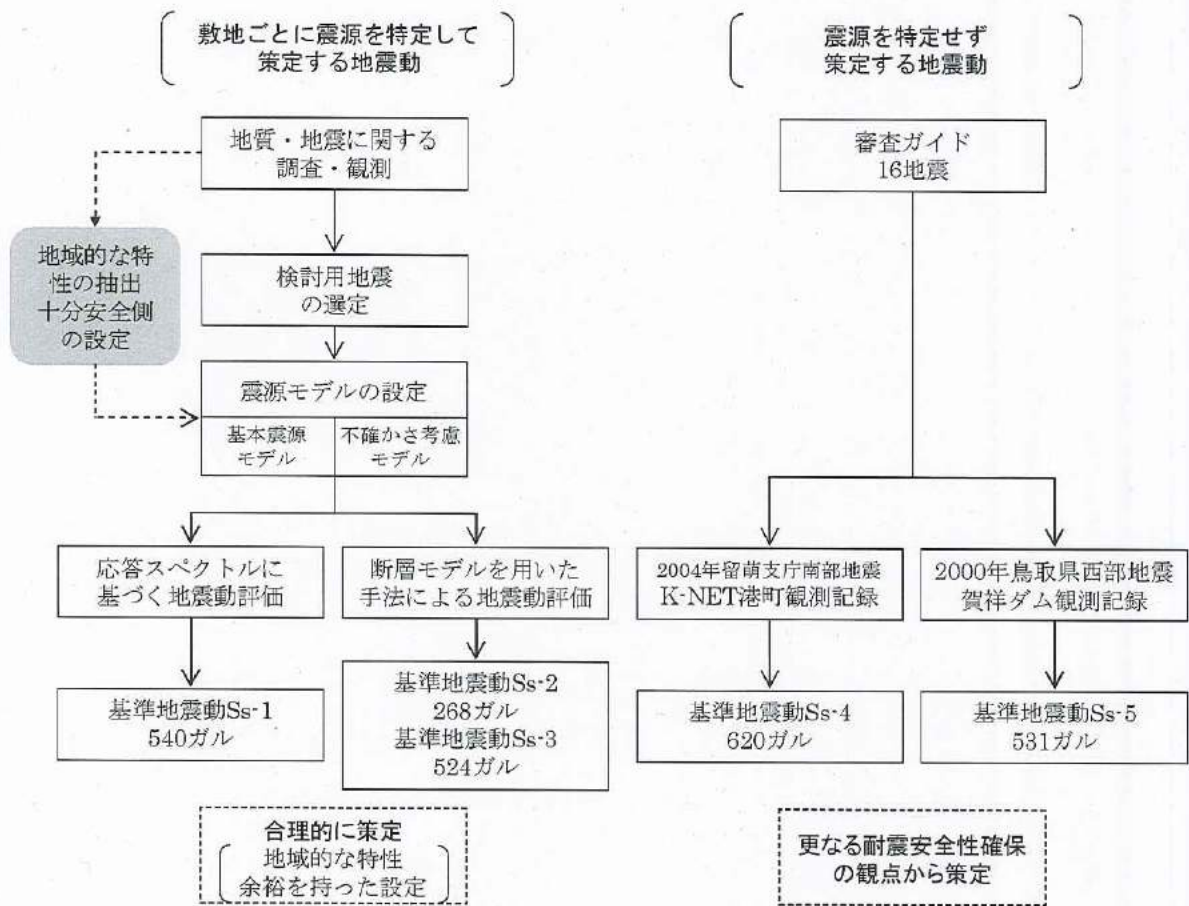 敷地ごとに震源を特定して
策定する地震動
地質・地震に関する
調査・観測
地域的な特
性の抽出
十分安全側
の設定
検討用地震
の選定
震源モデルの設定
基本震源
モデル
不確かさ考慮
モデル
応答スペクトルに
基づく地震動評価
断層モデルを用いた
手法による地震動評価
基準地震動Ss-1
540ガル
基準地震動Ss-2
268ガル
基準地震動Ss-3
524ガル
合理的に策定
地域的な特性
余裕を持った設定
震源を特定せず
策定する地震動
審査ガイド
16地震
2004年留萌支庁南部地震
K-NET港町観測記録
2000年鳥取県西部地震
賀祥ダム観測記録
基準地震動Ss-4
620ガル
基準地震動Ss-5
531ガル
更なる耐震安全性確保
の観点から策定